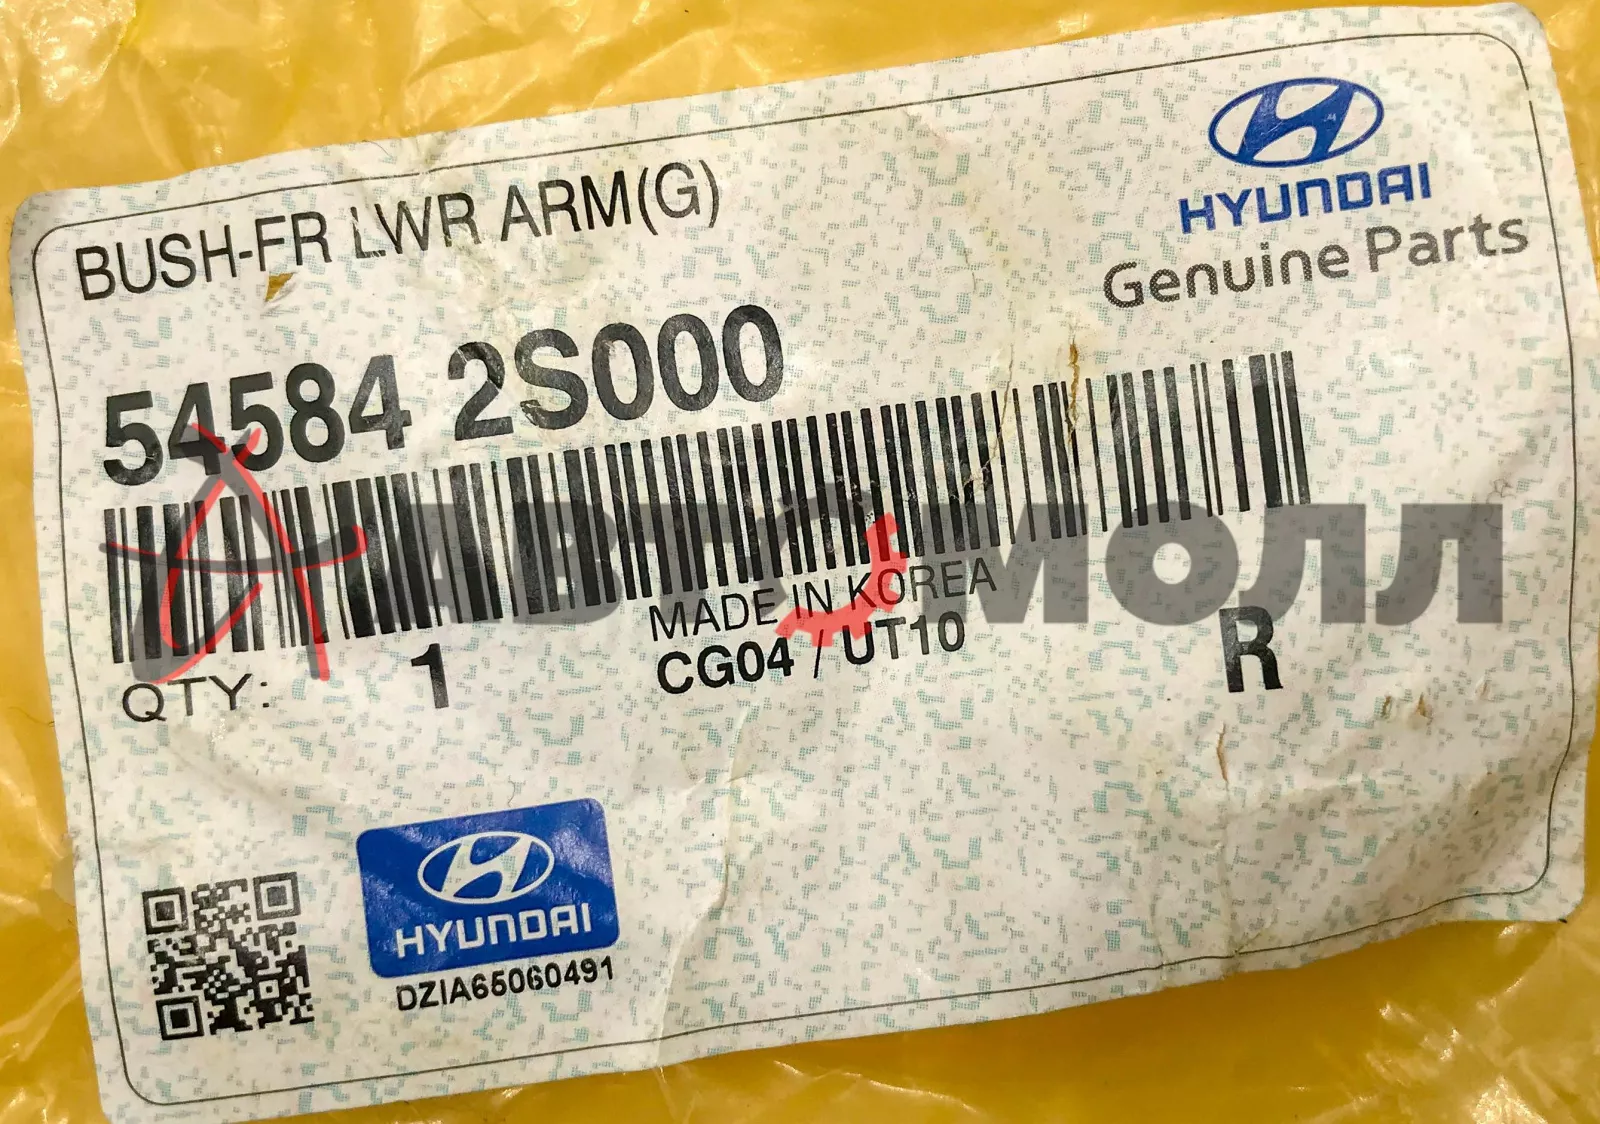 HYUNDAI
Genuine Parts
BUSH-FR LWR ARM(G)
54584 2S000
АВТОМОЛЛ
MADE IN KOREA
QTY: 1 CG04 / UT10 R
HYUNDAI
DZIA65060491